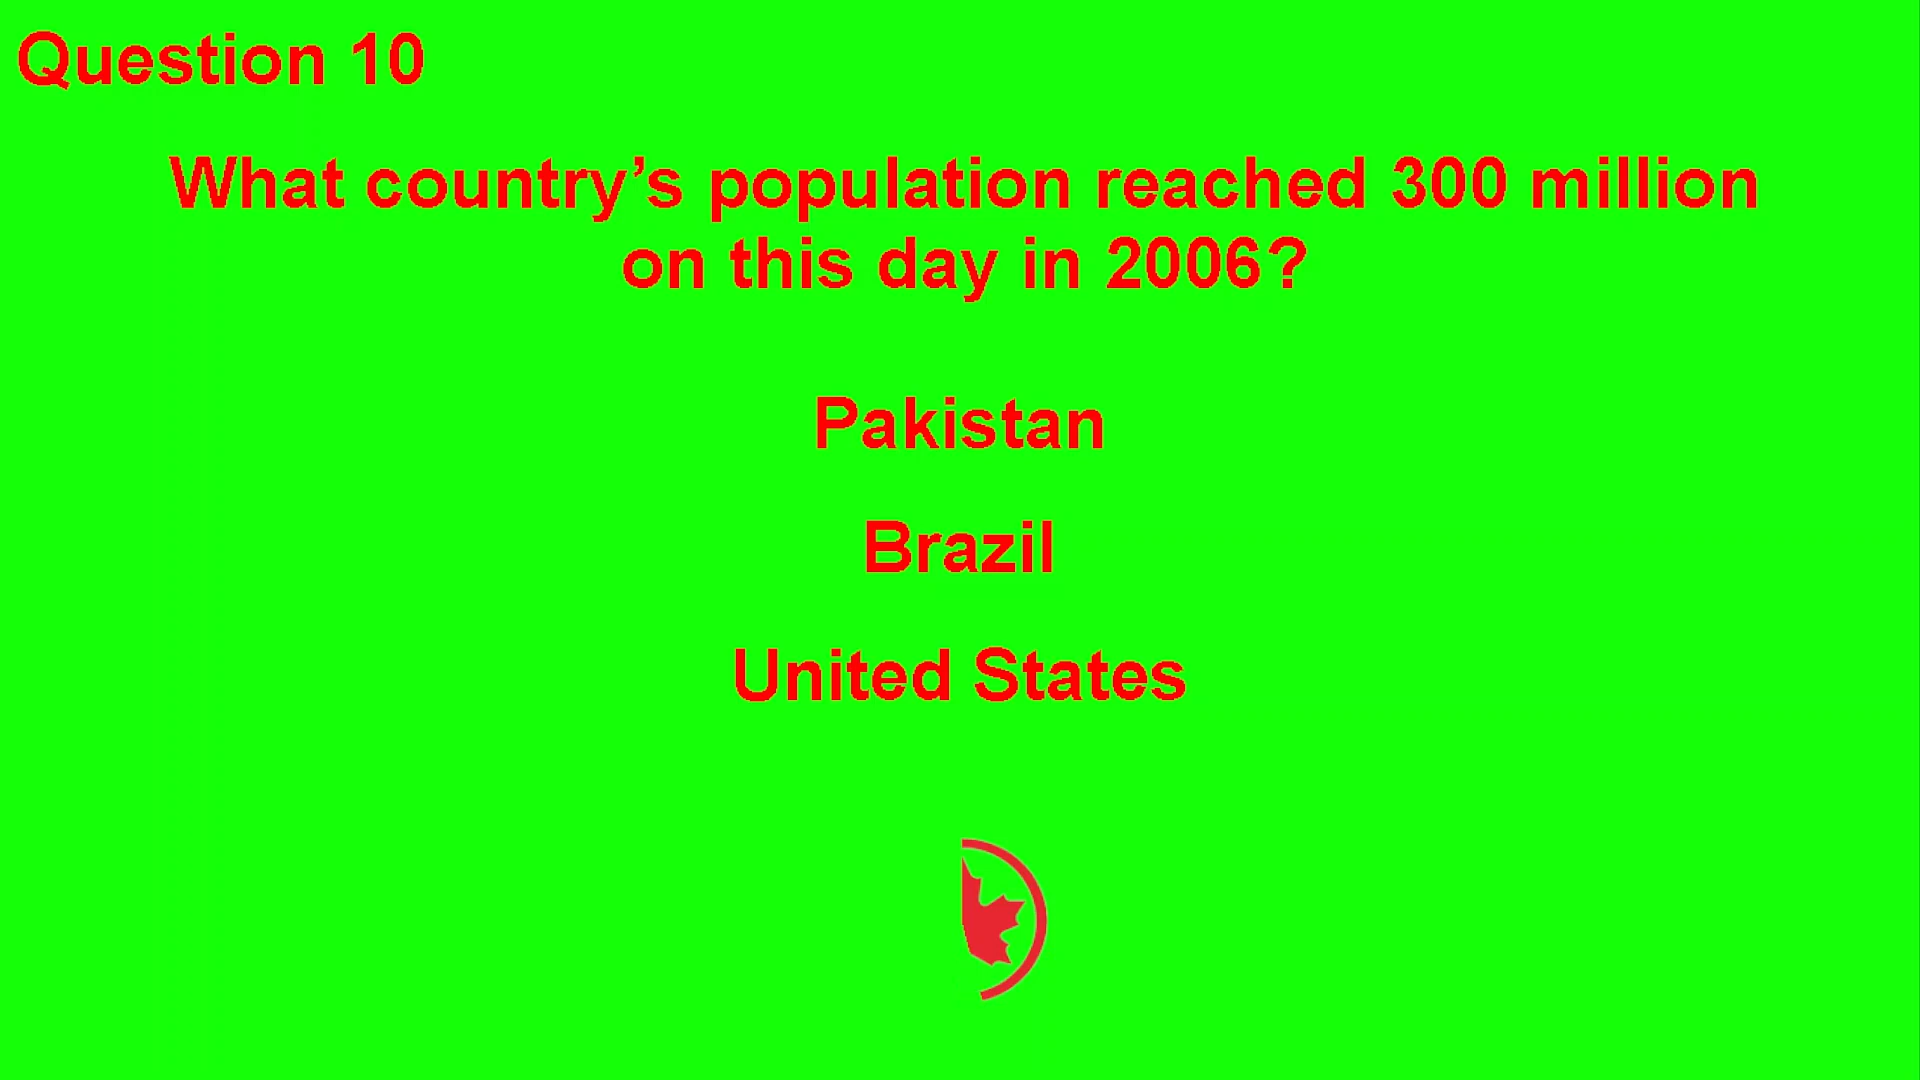 Question 10
What country’s population reached 300 million
on this day in 2006?
Pakistan
Brazil
United States